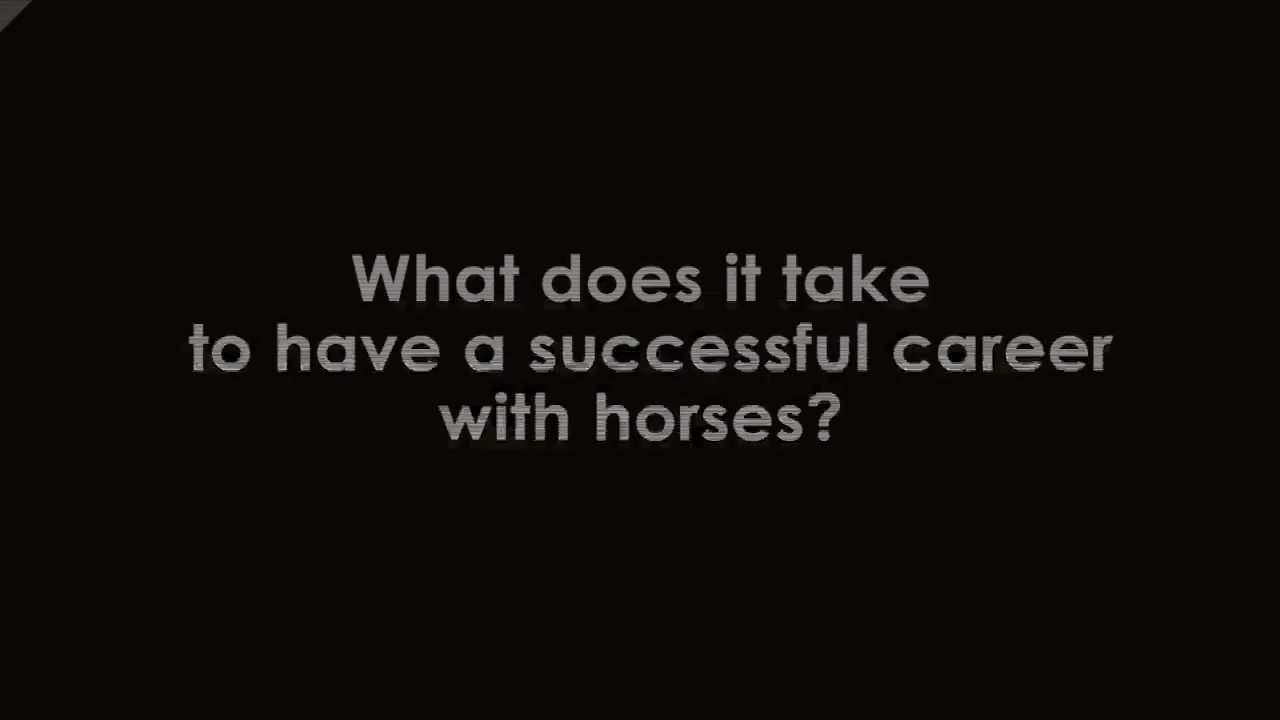 What does it take
to have a successful career
with horses?